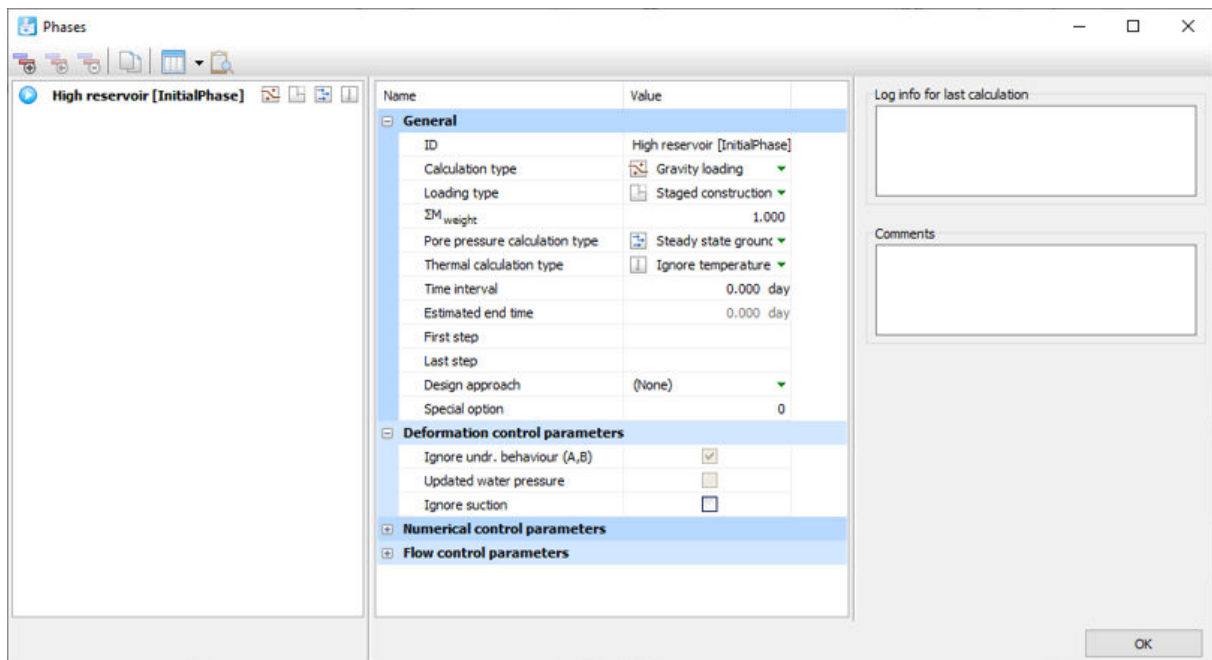 Phases
High reservoir [InitialPhase]
Name Value
General
ID High reservoir [InitialPhase]
Calculation type Gravity loading
Loading type Staged construction
ΣM weight 1.000
Pore pressure calculation type Steady state grounc
Thermal calculation type Ignore temperature
Time interval 0.000 day
Estimated end time 0.000 day
First step
Last step
Design approach (None)
Special option 0
Deformation control parameters
Ignore undr. behaviour (A,B)
Updated water pressure
Ignore suction
Numerical control parameters
Flow control parameters
Log info for last calculation
Comments
OK